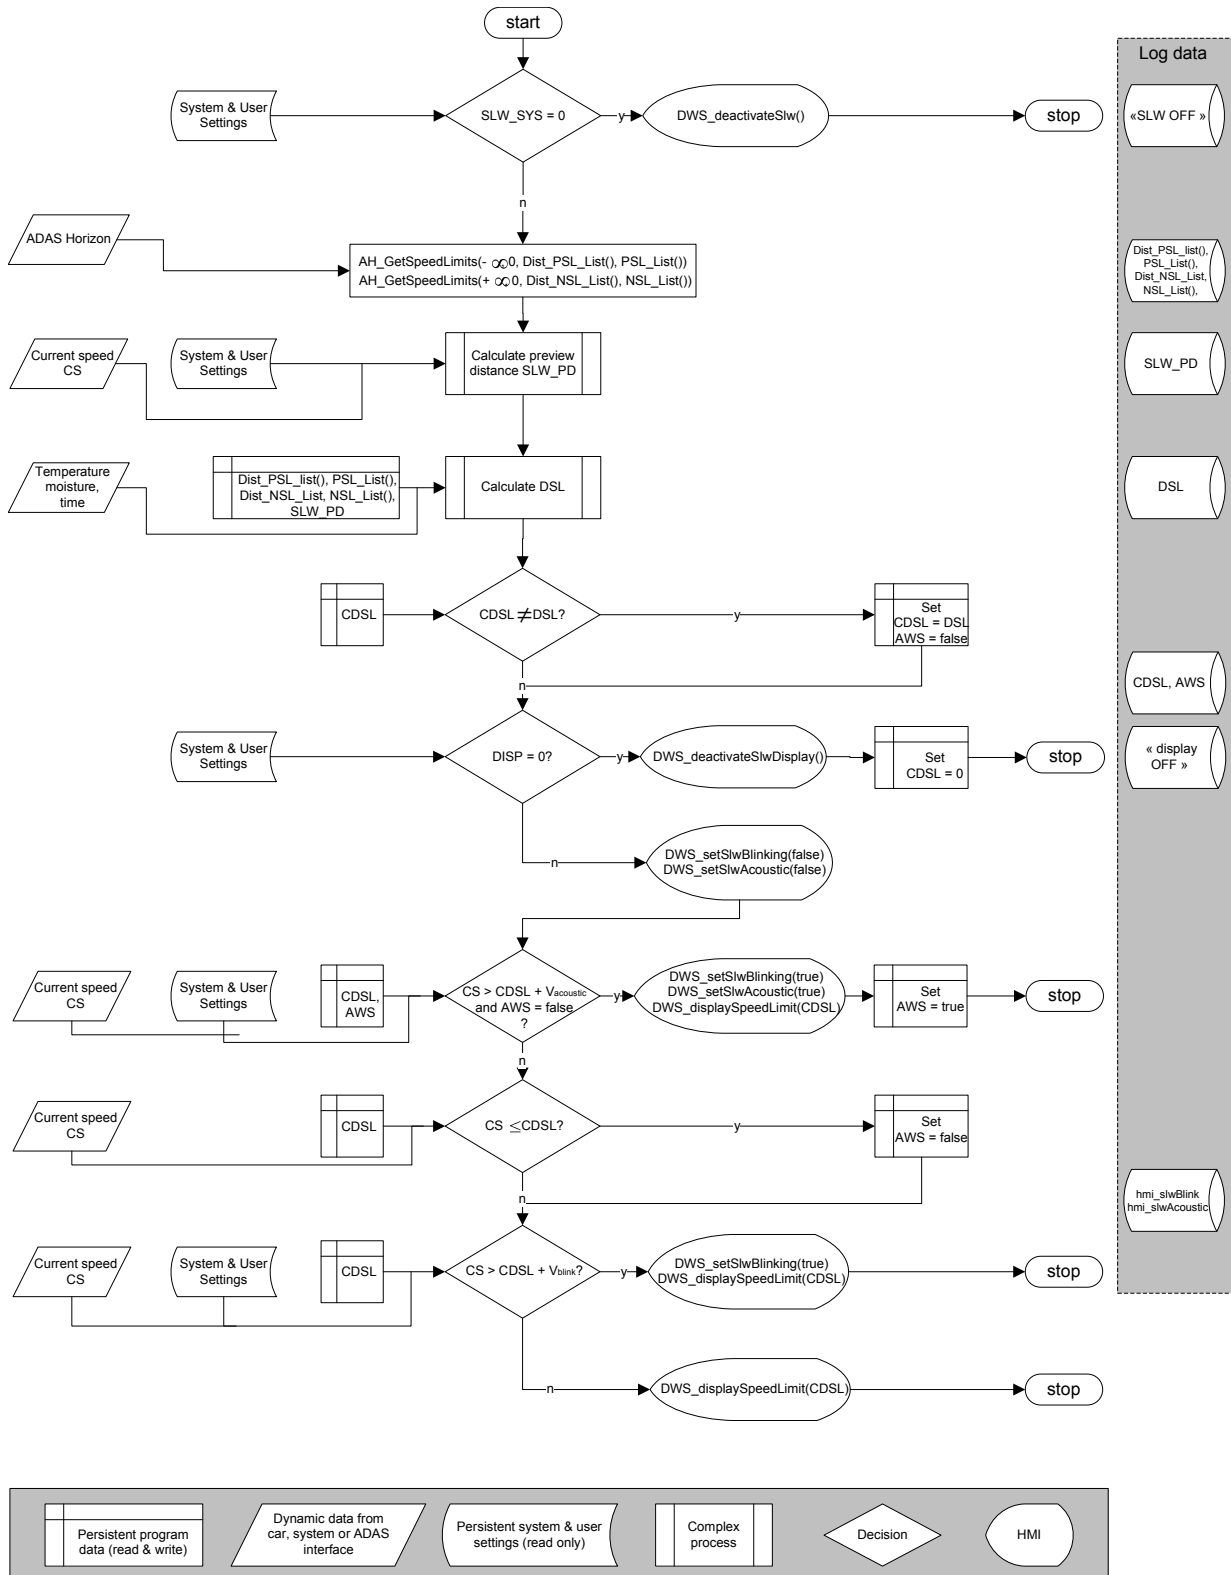 start
Log data
System & User
Settings
SLW_SYS = 0
y
DWS_deactivateSlw()
stop
«SLW OFF »
n
ADAS Horizon
AH_GetSpeedLimits(- ∞0, Dist_PSL_List(), PSL_List())
AH_GetSpeedLimits(+ ∞0, Dist_NSL_List(), NSL_List())
Dist_PSL_list(),
PSL_List(),
Dist_NSL_List,
NSL_List(),
Current speed
CS
System & User
Settings
Calculate preview
distance SLW_PD
SLW_PD
Temperature
moisture,
time
Dist_PSL_list(), PSL_List(),
Dist_NSL_List, NSL_List(),
SLW_PD
Calculate DSL
DSL
CDSL
CDSL ≠DSL?
y
Set
CDSL = DSL
AWS = false
n
CDSL, AWS
System & User
Settings
DISP = 0?
y
DWS_deactivateSlwDisplay()
Set
CDSL = 0
stop
« display
OFF »
n
DWS_setSlwBlinking(false)
DWS_setSlwAcoustic(false)
Current speed
CS
System & User
Settings
CDSL,
AWS
CS > CDSL + Vacoustic
and AWS = false
?
y
DWS_setSlwBlinking(true)
DWS_setSlwAcoustic(true)
DWS_displaySpeedLimit(CDSL)
Set
AWS = true
stop
n
Current speed
CS
CDSL
CS ≤CDSL?
y
Set
AWS = false
n
hmi_slwBlink
hmi_slwAcoustic
Current speed
CS
System & User
Settings
CDSL
CS > CDSL + Vblink?
y
DWS_setSlwBlinking(true)
DWS_displaySpeedLimit(CDSL)
stop
n
DWS_displaySpeedLimit(CDSL)
stop
Persistent program
data (read & write)
Dynamic data from
car, system or ADAS
interface
Persistent system & user
settings (read only)
Complex
process
Decision
HMI